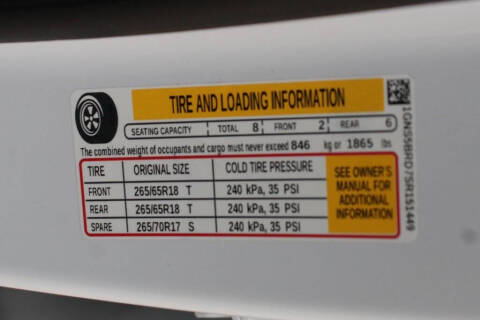 TIRE AND LOADING INFORMATION
SEATING CAPACITY TOTAL 8 FRONT 2 REAR 6
The combined weight of occupants and cargo must never exceed 846 kg or 1865 lbs
TIRE ORIGINAL SIZE COLD TIRE PRESSURE
FRONT 265/65R18 T 240 kPa, 35 PSI
REAR 265/65R18 T 240 kPa, 35 PSI
SPARE 265/70R17 S 240 kPa, 35 PSI
SEE OWNER'S
MANUAL FOR
ADDITIONAL
INFORMATION
1GNS5BRD7SR151449